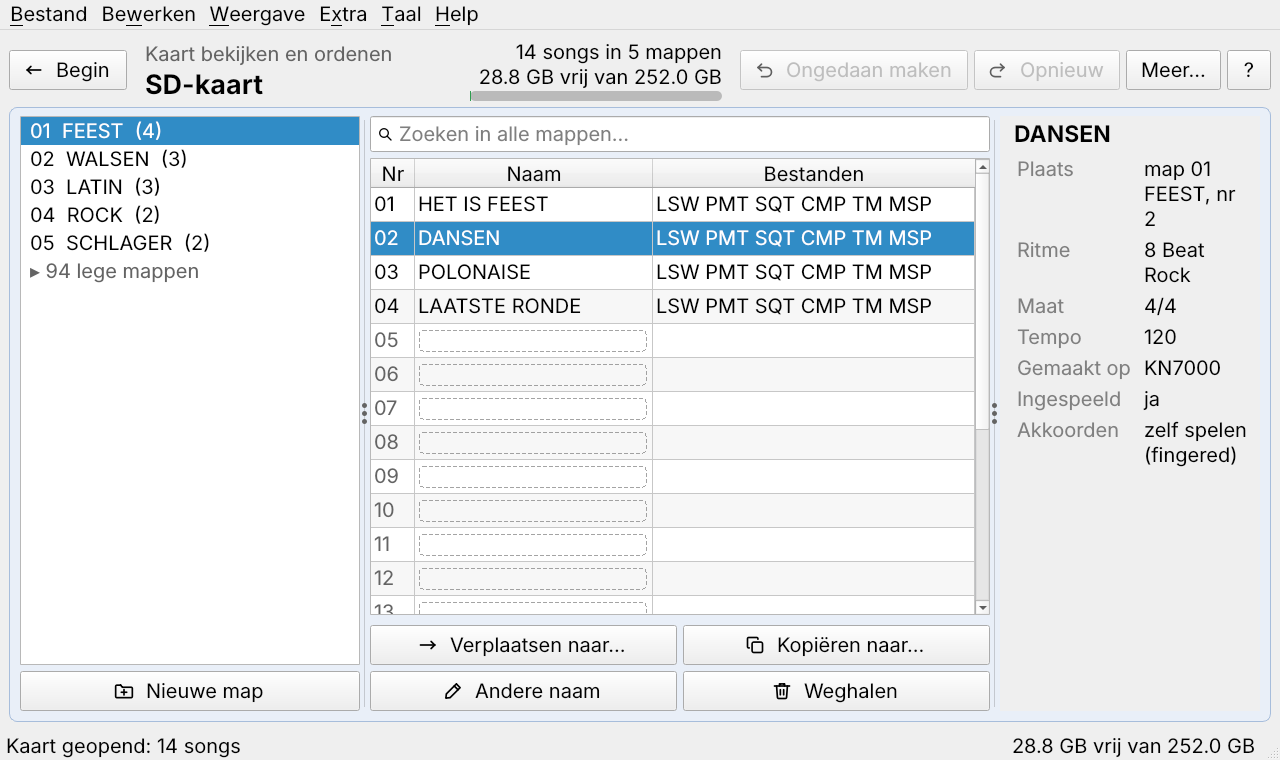 Bestand Bewerken Weergave Extra Taal Help
← Begin
Kaart bekijken en ordenen
SD-kaart
14 songs in 5 mappen
28.8 GB vrij van 252.0 GB
Ongedaan maken
Opnieuw
Meer...
?
01 FEEST (4)
02 WALSEN (3)
03 LATIN (3)
04 ROCK (2)
05 SCHLAGER (2)
▸ 94 lege mappen
Nieuwe map
Zoeken in alle mappen...
Nr Naam Bestanden
01 HET IS FEEST LSW PMT SQT CMP TM MSP
02 DANSEN LSW PMT SQT CMP TM MSP
03 POLONAISE LSW PMT SQT CMP TM MSP
04 LAATSTE RONDE LSW PMT SQT CMP TM MSP
05
06
07
08
09
10
11
12
13
→ Verplaatsen naar...
Kopiëren naar...
Andere naam
Weghalen
DANSEN
Plaats map 01
FEEST, nr
2
Ritme 8 Beat
Rock
Maat 4/4
Tempo 120
Gemaakt op KN7000
Ingespeeld ja
Akkoorden zelf spelen
(fingered)
Kaart geopend: 14 songs
28.8 GB vrij van 252.0 GB